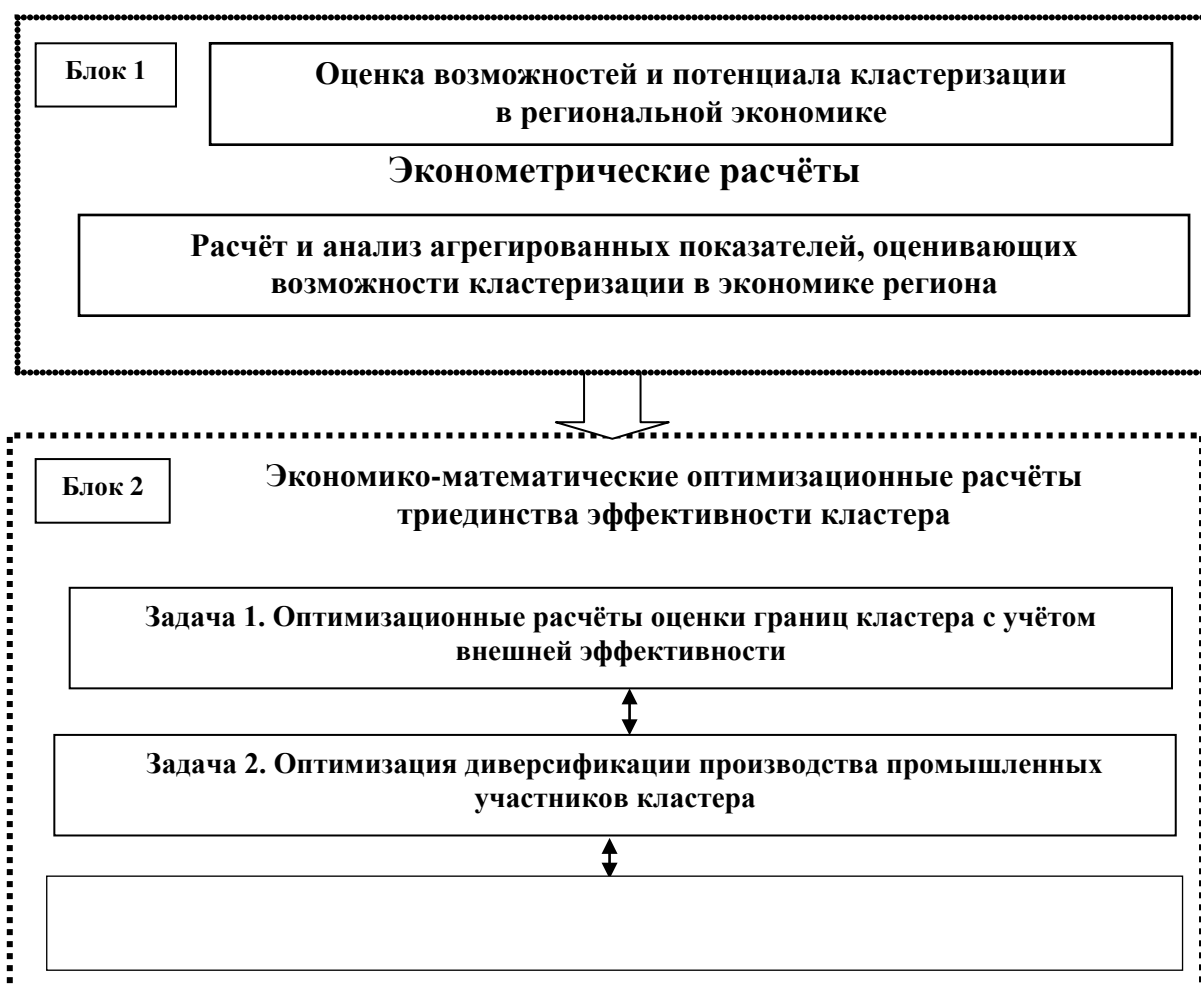 Блок 1
Оценка возможностей и потенциала кластеризации
в региональной экономике
Эконометрические расчёты
Расчёт и анализ агрегированных показателей, оценивающих
возможности кластеризации в экономике региона
Блок 2
Экономико-математические оптимизационные расчёты
триединства эффективности кластера
Задача 1. Оптимизационные расчёты оценки границ кластера с учётом
внешней эффективности
Задача 2. Оптимизация диверсификации производства промышленных
участников кластера